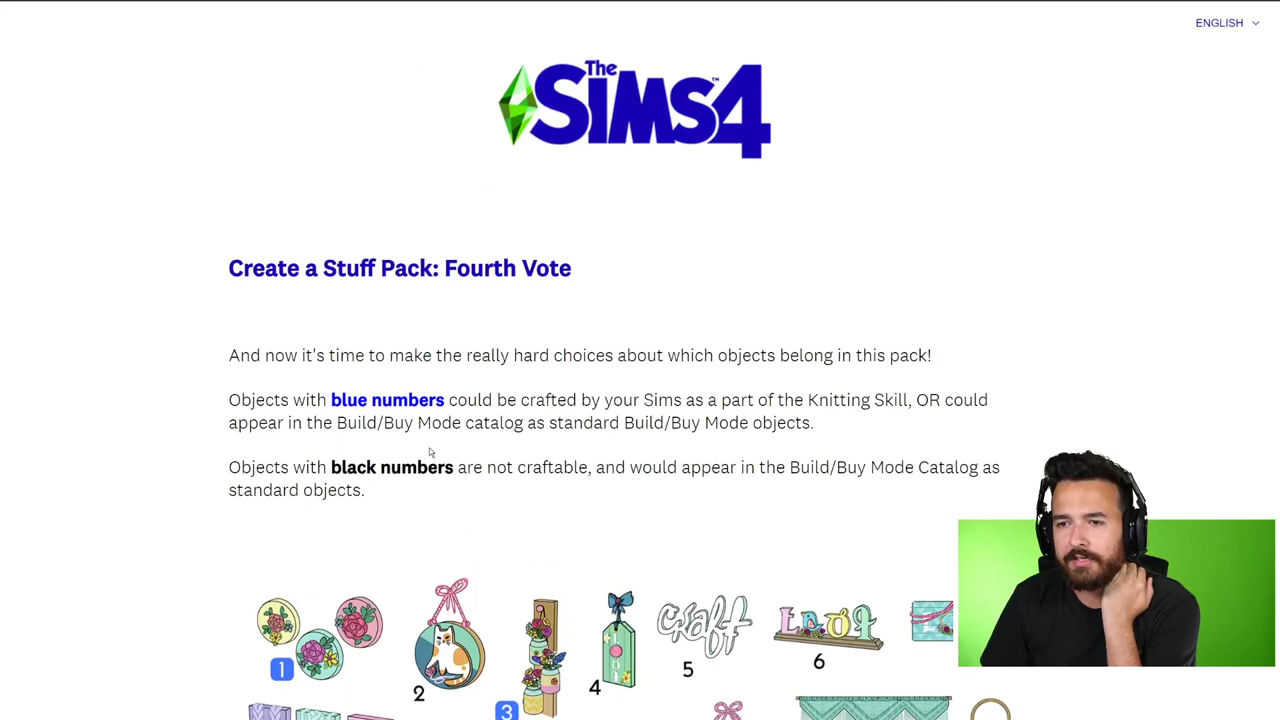 ENGLISH
The
SiMS4
Create a Stuff Pack: Fourth Vote
And now it's time to make the really hard choices about which objects belong in this pack!
Objects with blue numbers could be crafted by your Sims as a part of the Knitting Skill, OR could
appear in the Build/Buy Mode catalog as standard Build/Buy Mode objects.
Objects with black numbers are not craftable, and would appear in the Build/Buy Mode Catalog as
standard objects.
craft
1
2
3
4
5
6